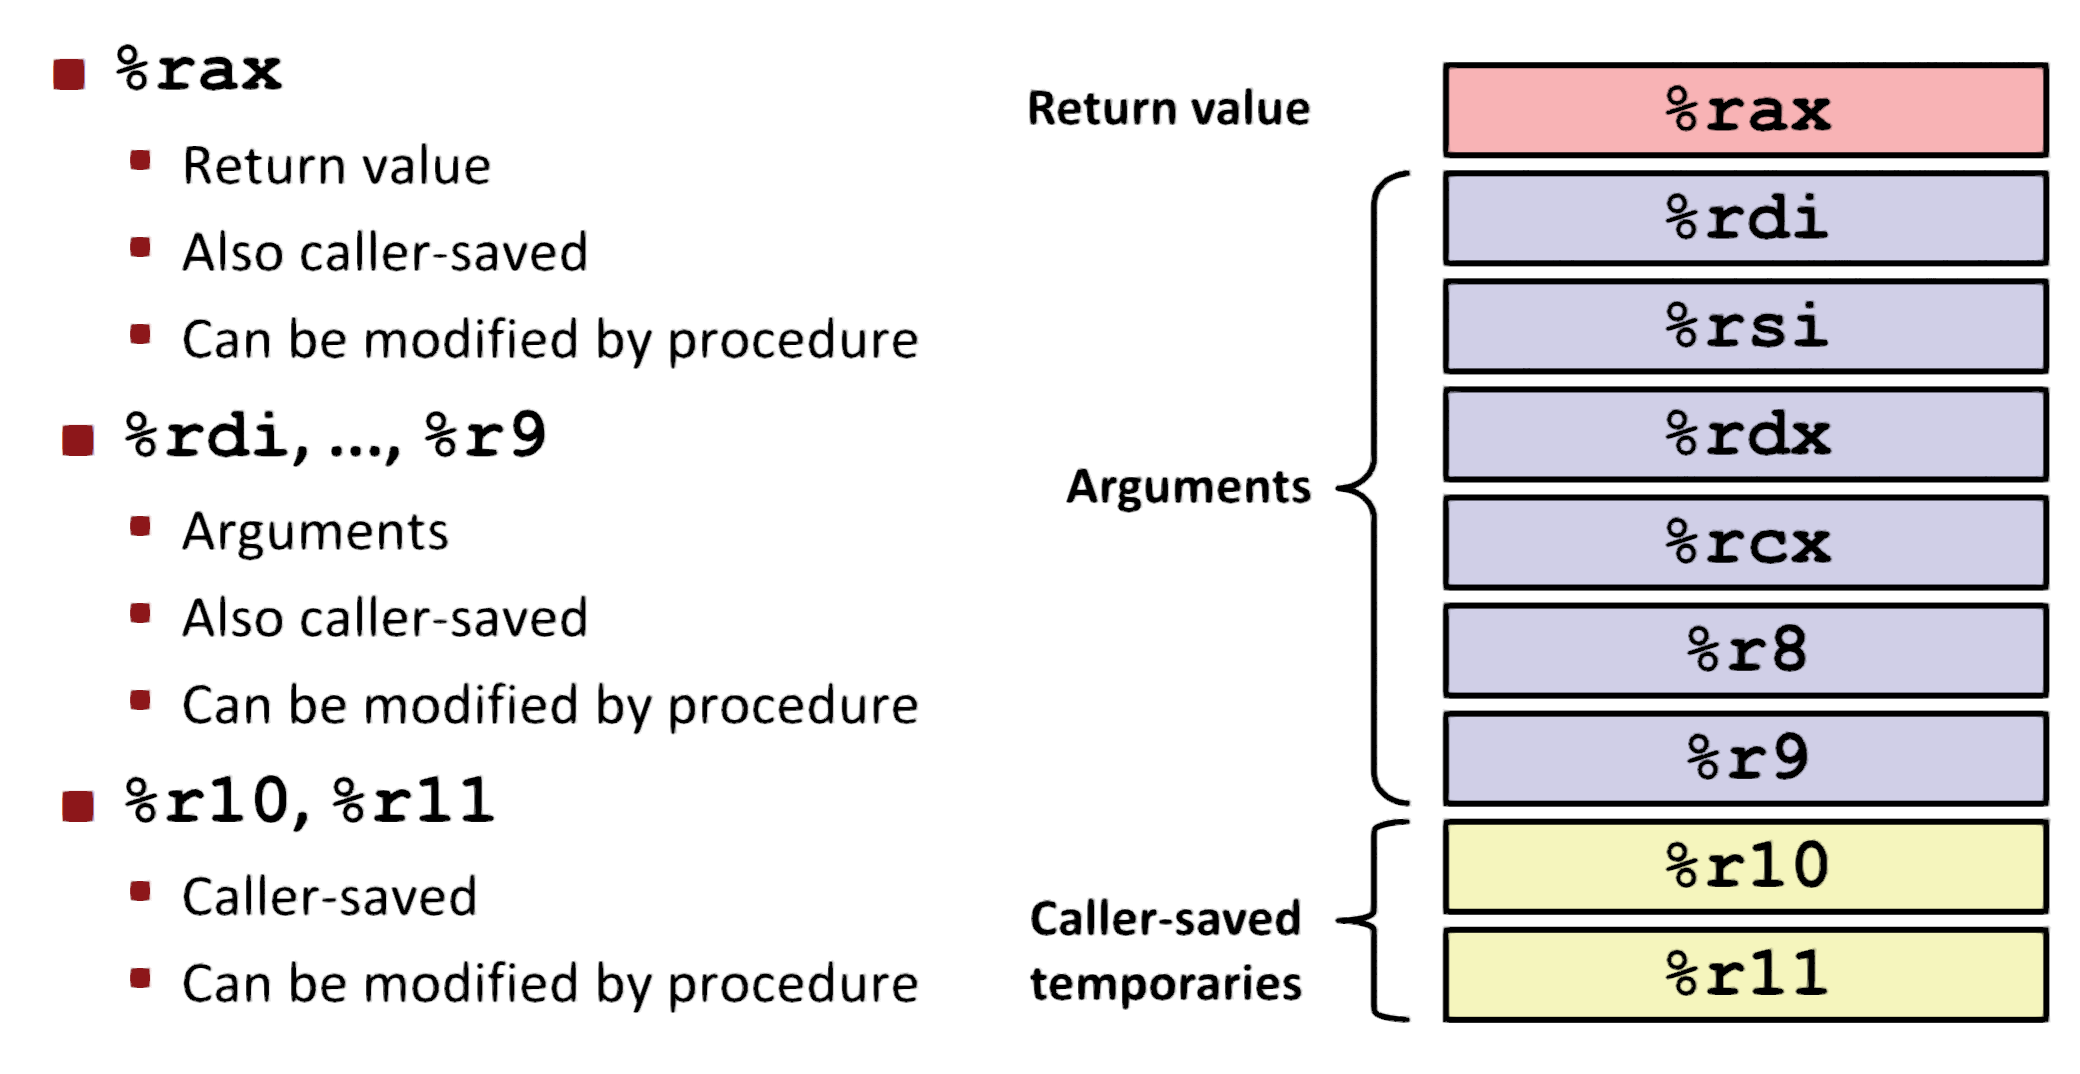 %rax
Return value
Also caller-saved
Can be modified by procedure
%rdi, ..., %r9
Arguments
Also caller-saved
Can be modified by procedure
%r10, %r11
Caller-saved
Can be modified by procedure
Return value
%rax
Arguments
%rdi
%rsi
%rdx
%rcx
%r8
%r9
Caller-saved
temporaries
%r10
%r11